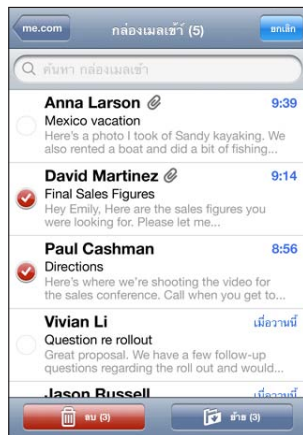 me.com
กล่องเมลเข้า (5)
ยกเลิก
ค้นหา กล่องเมลเข้า
Anna Larson
9:39
Mexico vacation
Here's a photo I took of Sandy kayaking. We
also rented a boat and did a bit of fishing...
David Martinez
9:14
Final Sales Figures
Hey Emily, Here are the sales figures you
were looking for. Please let me...
Paul Cashman
8:56
Directions
Here's where we're shooting the video for
the sales conference. Call when you get to...
Vivian Li
เมื่อวานนี้
Question re rollout
Great proposal. We have a few follow-up
questions regarding the roll out and would...
Jason Russell
เมื่อวานนี้
ลบ (3)
ย้าย (3)